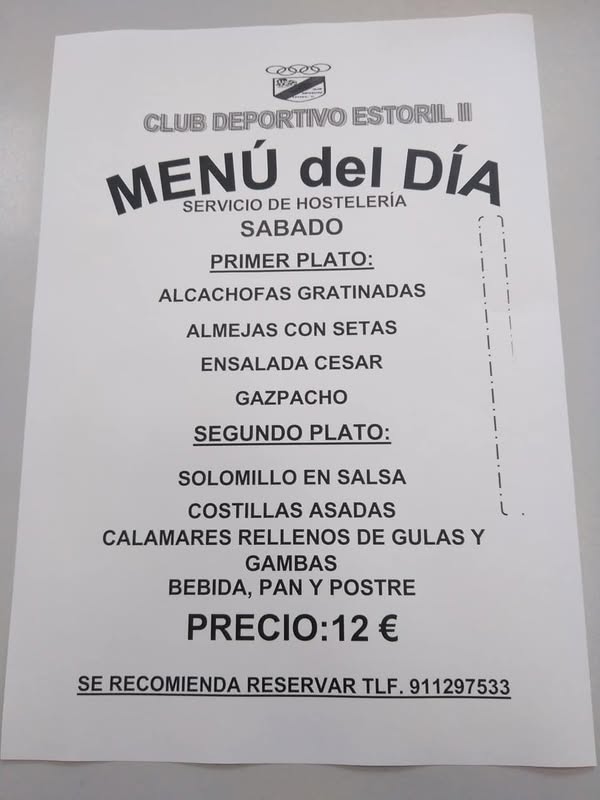 CLUB DEPORTIVO ESTORIL II
MENÚ del DÍA
SERVICIO DE HOSTELERÍA
SABADO
PRIMER PLATO:
ALCACHOFAS GRATINADAS
ALMEJAS CON SETAS
ENSALADA CESAR
GAZPACHO
SEGUNDO PLATO:
SOLOMILLO EN SALSA
COSTILLAS ASADAS
CALAMARES RELLENOS DE GULAS Y
GAMBAS
BEBIDA, PAN Y POSTRE
PRECIO:12 €
SE RECOMIENDA RESERVAR TLF. 911297533